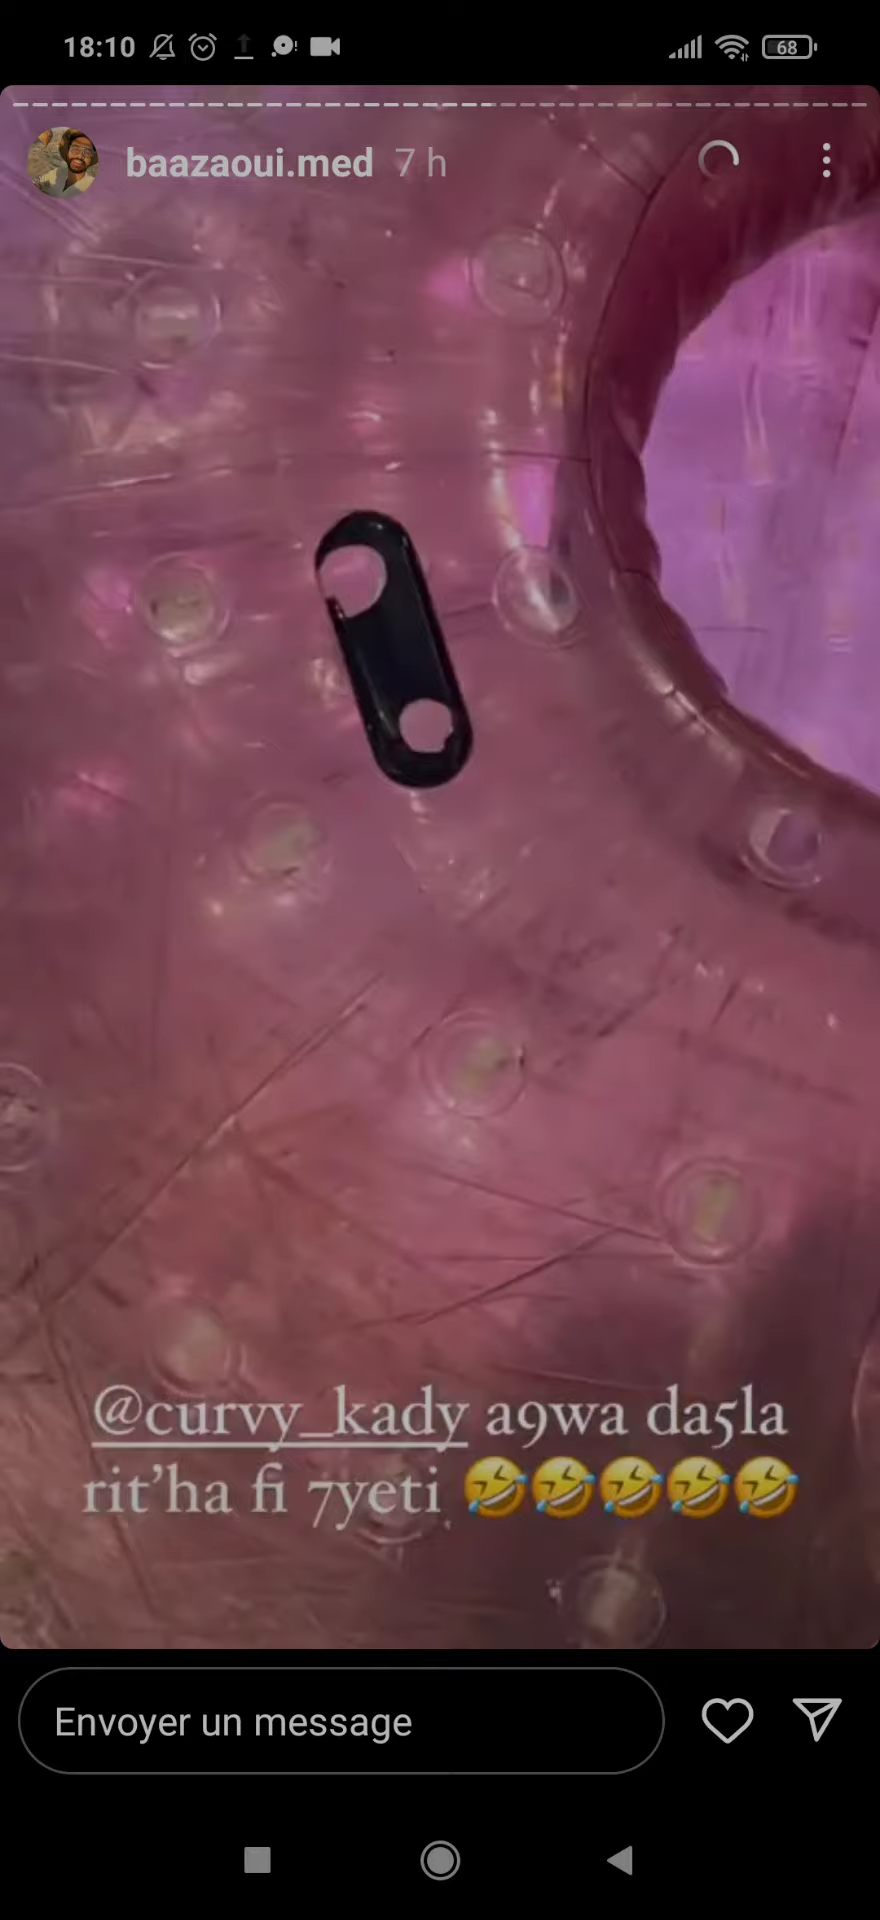 18:10
68
baazaoui.med 7 h
@curvy_kady a9wa da5la
rit'ha fi 7yeti 🤣🤣🤣🤣🤣
Envoyer un message